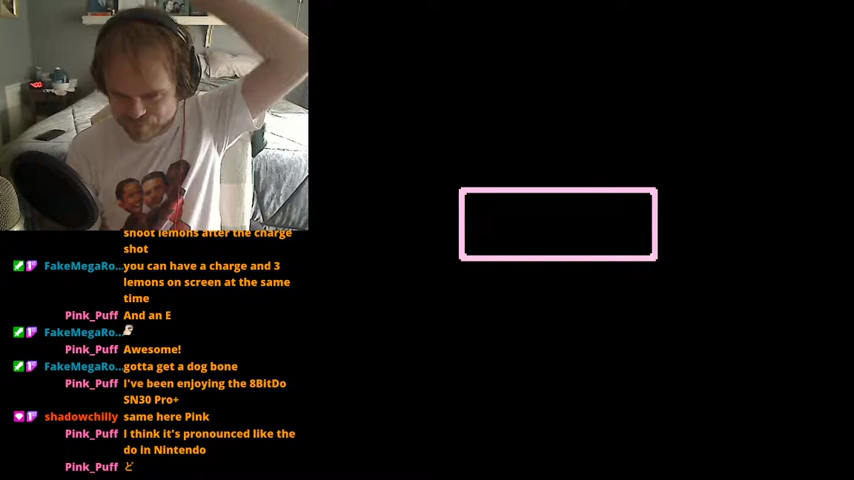 shoot lemons after the charge
shot
FakeMegaRo...you can have a charge and 3
lemons on screen at the same
time
Pink_Puff And an E
FakeMegaRo...
Pink_Puff Awesome!
FakeMegaRo...gotta get a dog bone
Pink_Puff I've been enjoying the 8BitDo
SN30 Pro+
shadowchilly same here Pink
Pink_Puff I think it's pronounced like the
do in Nintendo
Pink_Puff ど